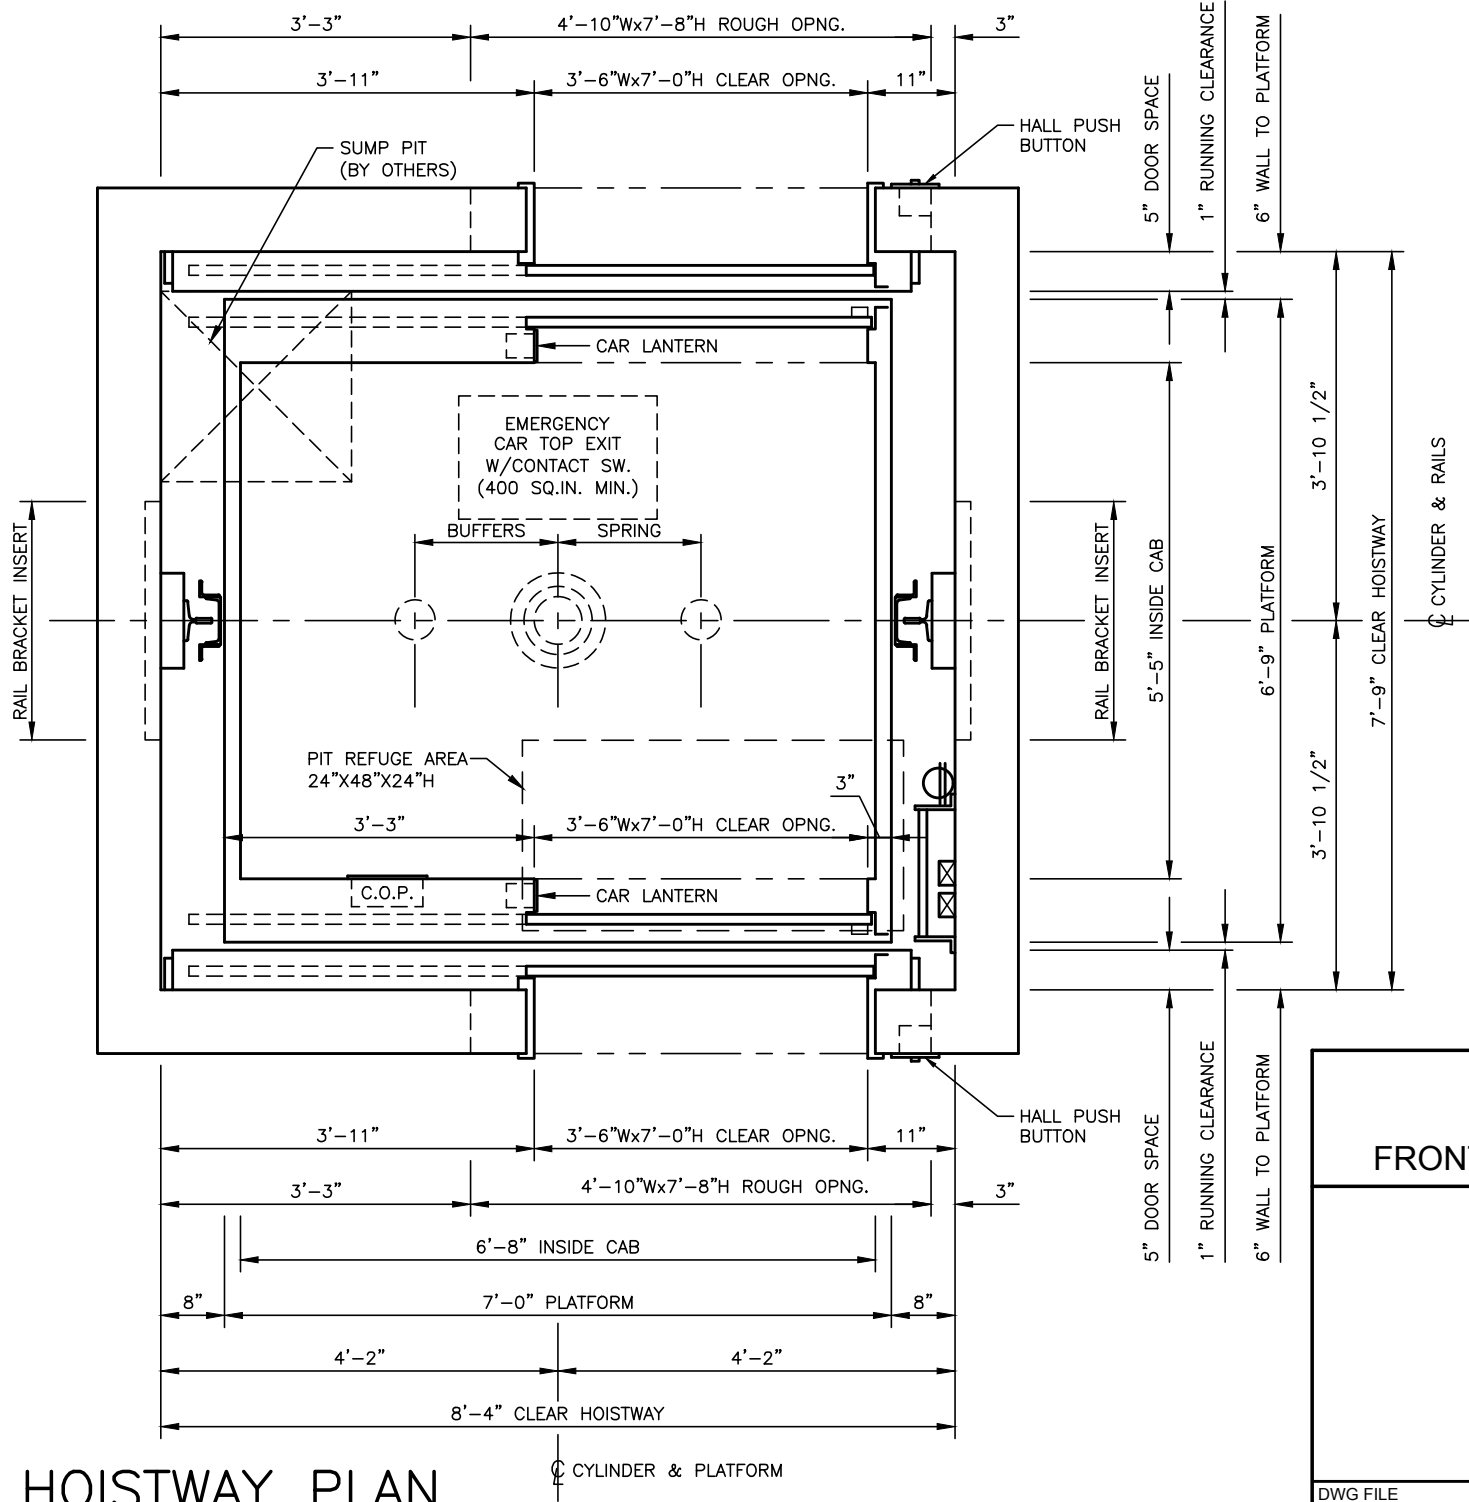 3'-3"
4'-10"Wx7'-8"H ROUGH OPNG.
3"
3'-11"
3'-6"Wx7'-0"H CLEAR OPNG.
11"
5" DOOR SPACE
1" RUNNING CLEARANCE
6" WALL TO PLATFORM
HALL PUSH
BUTTON
SUMP PIT
(BY OTHERS)
CAR LANTERN
EMERGENCY
CAR TOP EXIT
W/CONTACT SW.
(400 SQ.IN. MIN.)
BUFFERS
SPRING
RAIL BRACKET INSERT
RAIL BRACKET INSERT
5'-5" INSIDE CAB
6'-9" PLATFORM
3'-10 1/2"
3'-10 1/2"
7'-9" CLEAR HOISTWAY
℄ CYLINDER & RAILS
PIT REFUGE AREA
24"X48"X24"H
3"
3'-3"
3'-6"Wx7'-0"H CLEAR OPNG.
C.O.P.
CAR LANTERN
HALL PUSH
BUTTON
5" DOOR SPACE
1" RUNNING CLEARANCE
6" WALL TO PLATFORM
3'-11"
3'-6"Wx7'-0"H CLEAR OPNG.
11"
3'-3"
4'-10"Wx7'-8"H ROUGH OPNG.
3"
6'-8" INSIDE CAB
8"
7'-0" PLATFORM
8"
4'-2"
4'-2"
8'-4" CLEAR HOISTWAY
℄ CYLINDER & PLATFORM
HOISTWAY PLAN
FRONT
DWG FILE